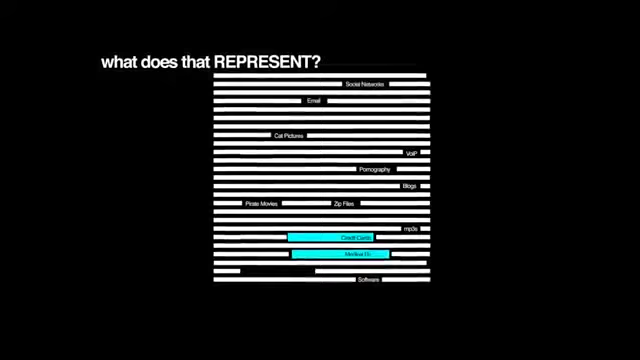 what does that REPRESENT?
Social Networks
Email
Cat Pictures
VoIP
Pornography
Blogs
Pirate Movies Zip Files
mp3s
Credit Cards
Medical
Software